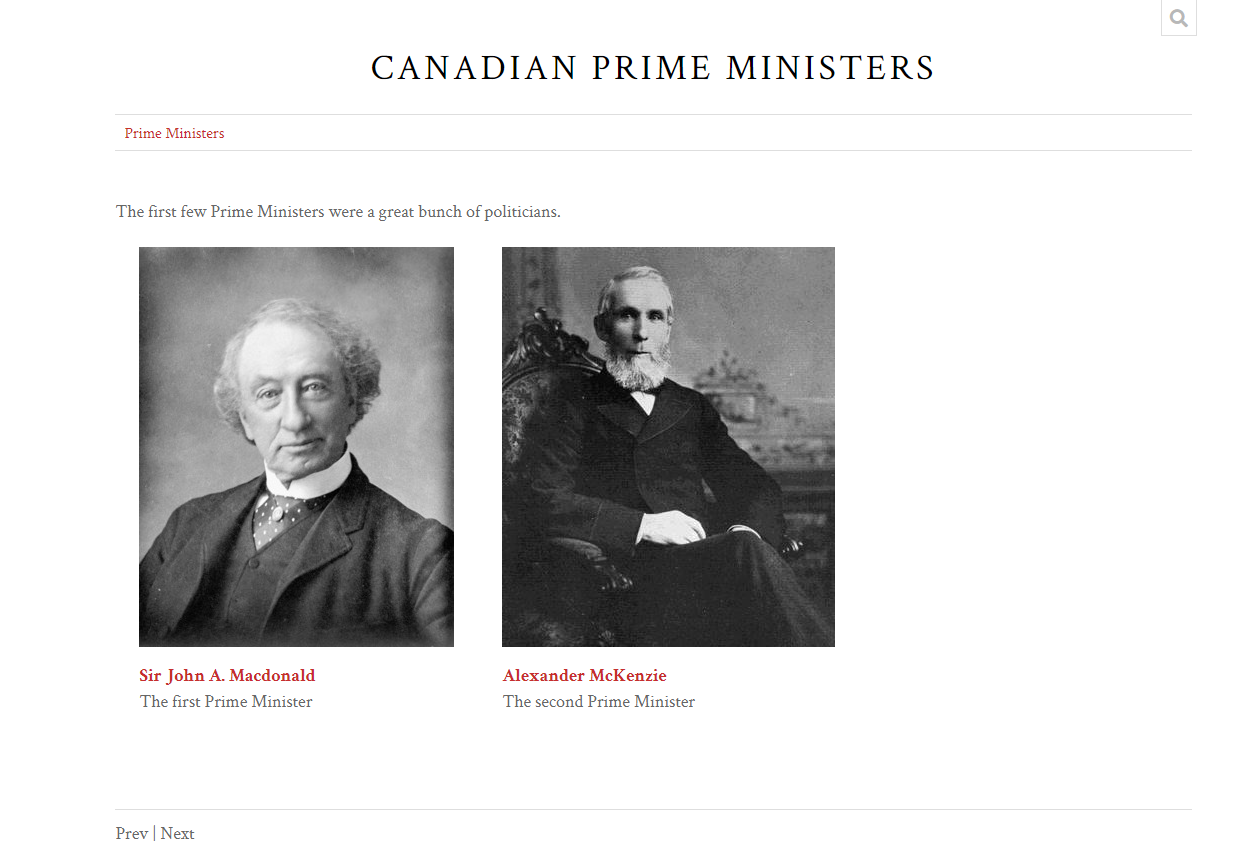 CANADIAN PRIME MINISTERS
Prime Ministers
The first few Prime Ministers were a great bunch of politicians.
Sir John A. Macdonald
The first Prime Minister
Alexander McKenzie
The second Prime Minister
Prev | Next